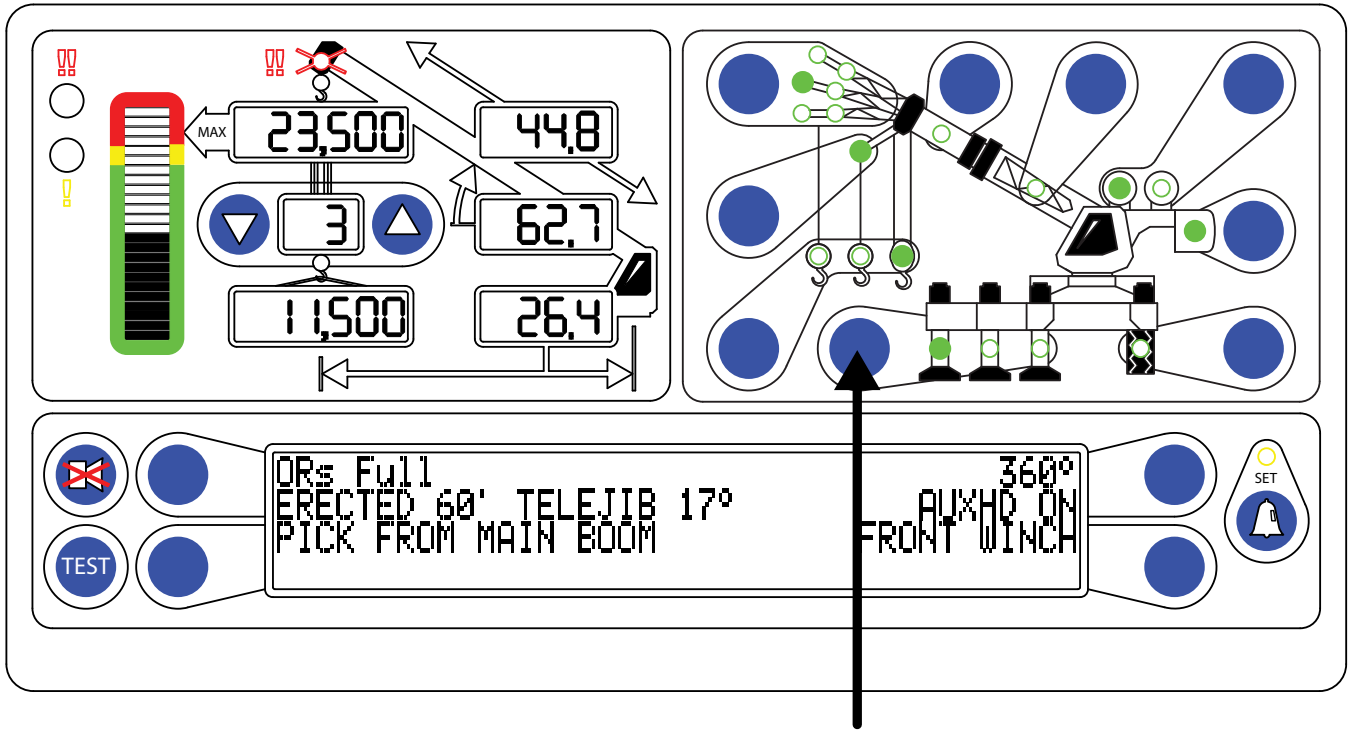 !!
!!
!
MAX
23,500
44.8
3
62.7
11,500
26.4
TEST
ORs Full 360°
ERECTED 60' TELEJIB 17° AUXHD ON
PICK FROM MAIN BOOM FRONT WINCH
SET